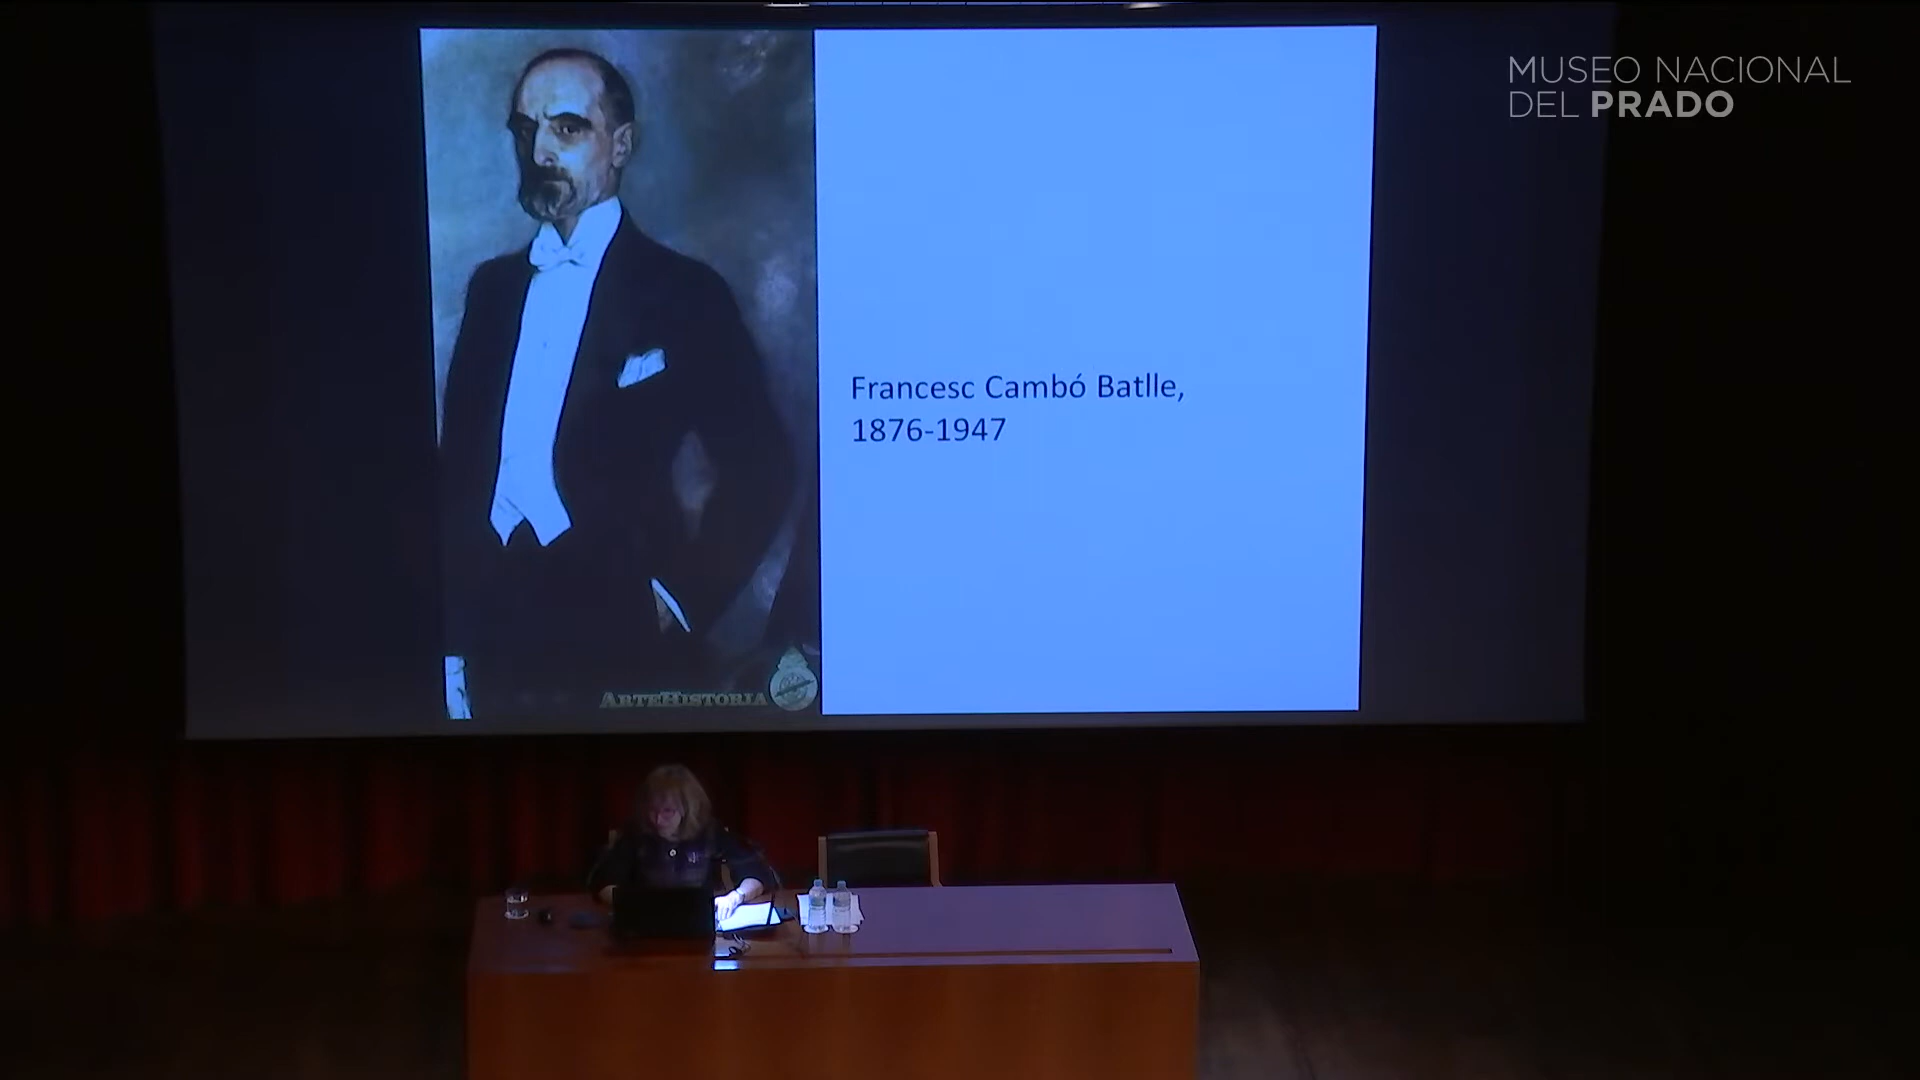 MUSEO NACIONAL
DEL PRADO
Francesc Cambó Batlle,
1876-1947
ARTEHISTORIA